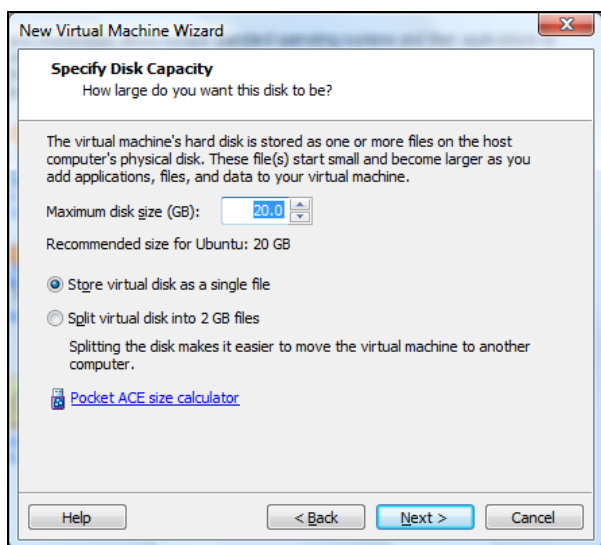 New Virtual Machine Wizard
Specify Disk Capacity
How large do you want this disk to be?
The virtual machine's hard disk is stored as one or more files on the host
computer's physical disk. These file(s) start small and become larger as you
add applications, files, and data to your virtual machine.
Maximum disk size (GB): 20.0
Recommended size for Ubuntu: 20 GB
Store virtual disk as a single file
Split virtual disk into 2 GB files
Splitting the disk makes it easier to move the virtual machine to another
computer.
Pocket ACE size calculator
Help < Back Next > Cancel